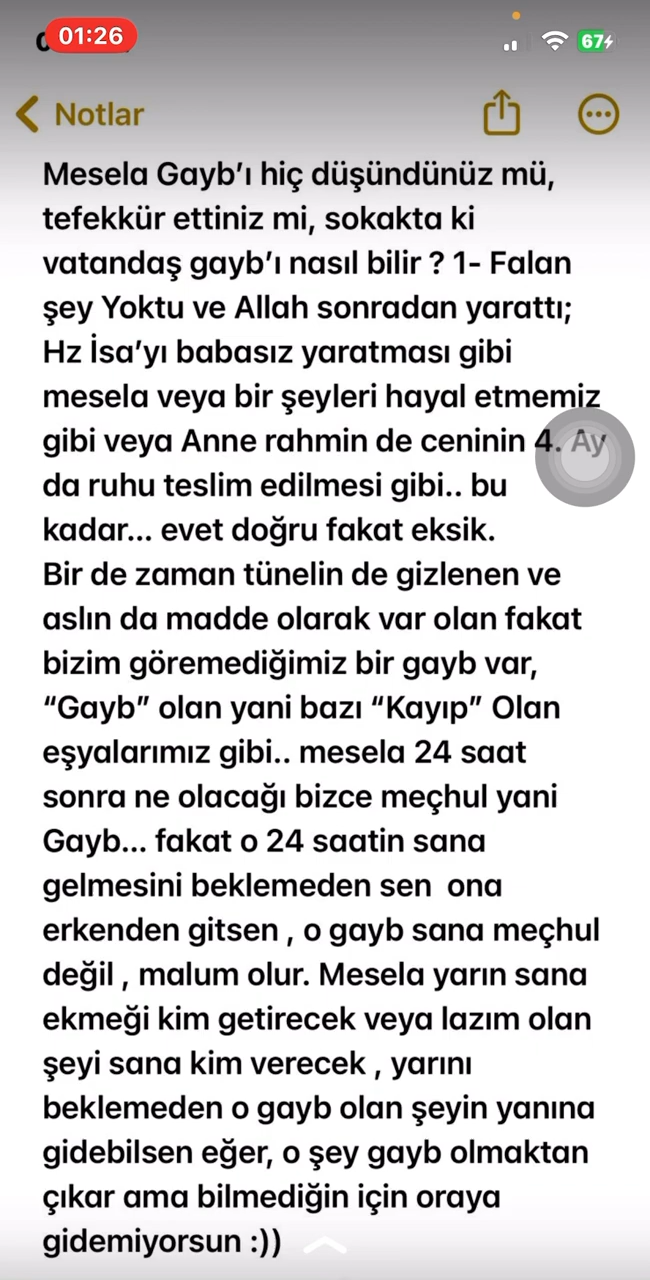 01:26
67
Notlar
Mesela Gayb’ı hiç düşündünüz mü,
tefekkür ettiniz mi, sokakta ki
vatandaş gayb’ı nasıl bilir ? 1- Falan
şey Yoktu ve Allah sonradan yarattı;
Hz İsa’yı babasız yaratması gibi
mesela veya bir şeyleri hayal etmemiz
gibi veya Anne rahmin de ceninin 4. Ay
da ruhu teslim edilmesi gibi.. bu
kadar... evet doğru fakat eksik.
Bir de zaman tünelin de gizlenen ve
aslın da madde olarak var olan fakat
bizim göremediğimiz bir gayb var,
“Gayb” olan yani bazı “Kayıp” Olan
eşyalarımız gibi.. mesela 24 saat
sonra ne olacağı bizce meçhul yani
Gayb... fakat o 24 saatin sana
gelmesini beklemeden sen  ona
erkenden gitsen , o gayb sana meçhul
değil , malum olur. Mesela yarın sana
ekmeği kim getirecek veya lazım olan
şeyi sana kim verecek , yarını
beklemeden o gayb olan şeyin yanına
gidebilsen eğer, o şey gayb olmaktan
çıkar ama bilmediğin için oraya
gidemiyorsun :))